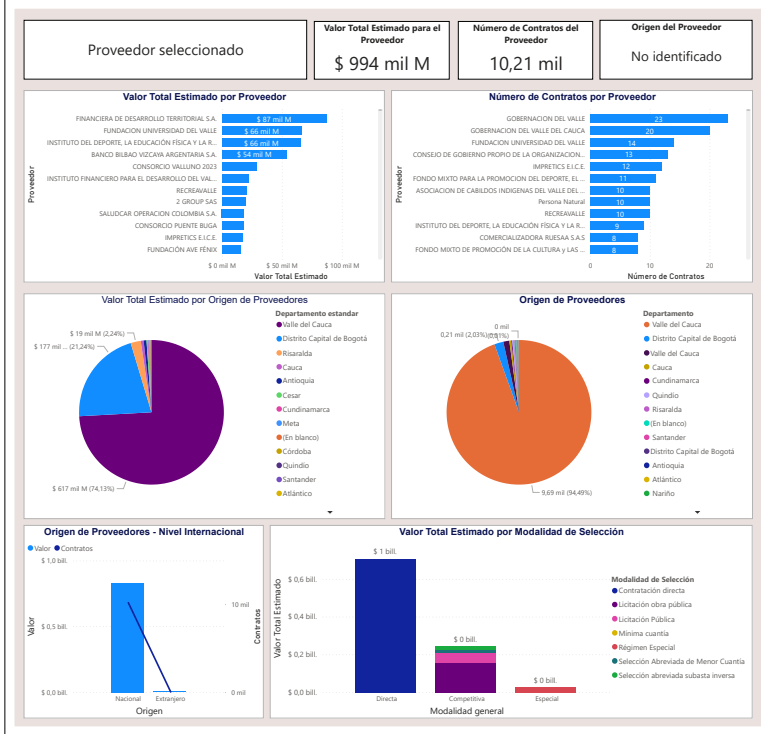 Proveedor seleccionado
Valor Total Estimado para el
Proveedor
$ 994 mil M
Número de Contratos del
Proveedor
10,21 mil
Origen del Proveedor
No identificado
Valor Total Estimado por Proveedor
Proveedor
FINANCIERA DE DESARROLLO TERRITORIAL S.A.
$ 87 mil M
FUNDACION UNIVERSIDAD DEL VALLE
$ 66 mil M
INSTITUTO DEL DEPORTE, LA EDUCACIÓN FÍSICA Y LA R...
$ 66 mil M
BANCO BILBAO VIZCAYA ARGENTARIA S.A.
$ 54 mil M
CONSORCIO VALLUNO 2023
INSTITUTO FINANCIERO PARA EL DESARROLLO DEL VAL...
RECREAVALLE
2 GROUP SAS
SALUDCAR OPERACION COLOMBIA S.A.
CONSORCIO PUENTE BUGA
IMPRETICS E.I.C.E.
FUNDACIÓN AVE FÉNIX
$ 0 mil M
$ 50 mil M
$ 100 mil M
Valor Total Estimado
Número de Contratos por Proveedor
Proveedor
GOBERNACION DEL VALLE
23
GOBERNACION DEL VALLE DEL CAUCA
20
FUNDACION UNIVERSIDAD DEL VALLE
14
CONSEJO DE GOBIERNO PROPIO DE LA ORGANIZACION...
13
IMPRETICS E.I.C.E.
12
FONDO MIXTO PARA LA PROMOCION DEL DEPORTE, EL ...
11
ASOCIACION DE CABILDOS INDIGENAS DEL VALLE DEL ...
10
Persona Natural
10
RECREAVALLE
10
INSTITUTO DEL DEPORTE, LA EDUCACIÓN FÍSICA Y LA R...
9
COMERCIALIZADORA RUESAA S.A.S
8
FONDO MIXTO DE PROMOCIÓN DE LA CULTURA y LAS ...
8
0
10
20
Número de Contratos
Valor Total Estimado por Origen de Proveedores
$ 19 mil M (2,24%)
$ 177 mil ... (21,24%)
$ 617 mil M (74,13%)
Departamento estandar
Valle del Cauca
Distrito Capital de Bogotá
Risaralda
Cauca
Antioquia
Cesar
Cundinamarca
Meta
(En blanco)
Córdoba
Quindio
Santander
Atlántico
Origen de Proveedores
0 mil
0,21 mil (2,03%)
9,69 mil (94,49%)
Departamento
Valle del Cauca
Distrito Capital de Bogotá
Valle del Cauca
Cauca
Cundinamarca
Quindio
Risaralda
(En blanco)
Santander
Distrito Capital de Bogotá
Antioquia
Atlántico
Nariño
Origen de Proveedores - Nivel Internacional
Valor
Contratos
$ 1,0 bill.
$ 0,5 bill.
$ 0,0 bill.
Valor
10 mil
0 mil
Contratos
Nacional
Extranjero
Origen
Valor Total Estimado por Modalidad de Selección
Valor Total Estimado
$ 0,6 bill.
$ 0,4 bill.
$ 0,2 bill.
$ 0,0 bill.
$ 1 bill.
$ 0 bill.
$ 0 bill.
Directa
Competitiva
Especial
Modalidad general
Modalidad de Selección
Contratación directa
Licitación obra pública
Licitación Pública
Mínima cuantía
Régimen Especial
Selección Abreviada de Menor Cuantía
Selección abreviada subasta inversa